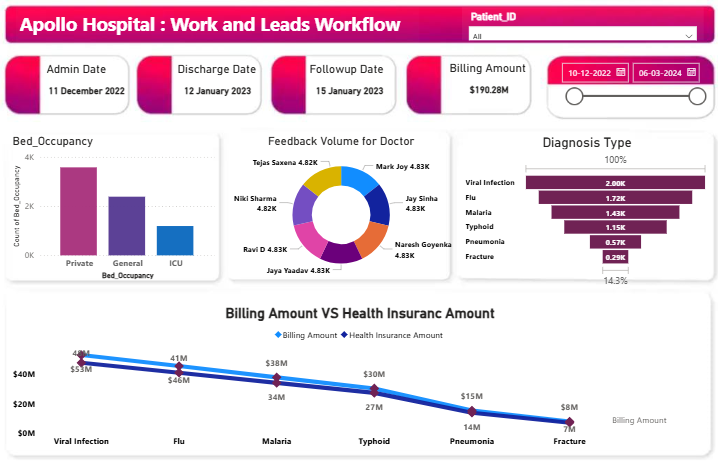 Apollo Hospital : Work and Leads Workflow
Patient_ID
All
Admin Date
11 December 2022
Discharge Date
12 January 2023
Followup Date
15 January 2023
Billing Amount
$190.28M
10-12-2022
06-03-2024
Bed_Occupancy
Count of Bed_Occupancy
4K
2K
0K
Private
General
ICU
Bed_Occupancy
Feedback Volume for Doctor
Tejas Saxena 4.82K
Mark Joy 4.83K
Niki Sharma
4.82K
Jay Sinha
4.83K
Ravi D 4.83K
Naresh Goyenka
4.83K
Jaya Yaadav 4.83K
Diagnosis Type
100%
Viral Infection 2.00K
Flu 1.72K
Malaria 1.43K
Typhoid 1.15K
Pneumonia 0.57K
Fracture 0.29K
14.3%
Billing Amount VS Health Insuranc Amount
Billing Amount
Health Insurance Amount
$40M
$20M
$0M
$53M
41M
$46M
$38M
34M
$30M
27M
$15M
14M
$8M
7M
Billing Amount
Viral Infection
Flu
Malaria
Typhoid
Pneumonia
Fracture